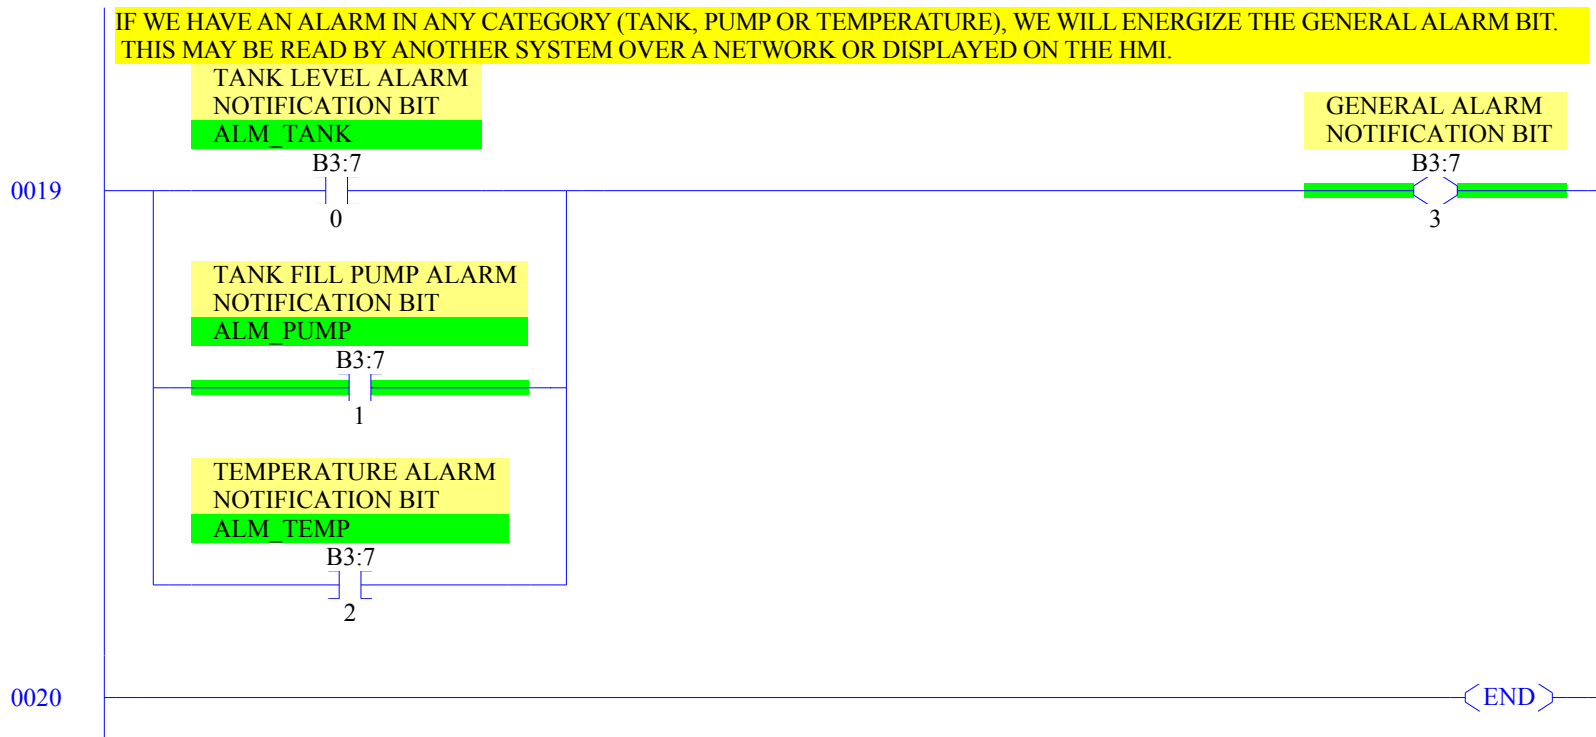 IF WE HAVE AN ALARM IN ANY CATEGORY (TANK, PUMP OR TEMPERATURE), WE WILL ENERGIZE THE GENERAL ALARM BIT.
THIS MAY BE READ BY ANOTHER SYSTEM OVER A NETWORK OR DISPLAYED ON THE HMI.
TANK LEVEL ALARM
NOTIFICATION BIT
ALM_TANK
B3:7
0
GENERAL ALARM
NOTIFICATION BIT
B3:7
3
0019
TANK FILL PUMP ALARM
NOTIFICATION BIT
ALM_PUMP
B3:7
1
TEMPERATURE ALARM
NOTIFICATION BIT
ALM_TEMP
B3:7
2
0020
END